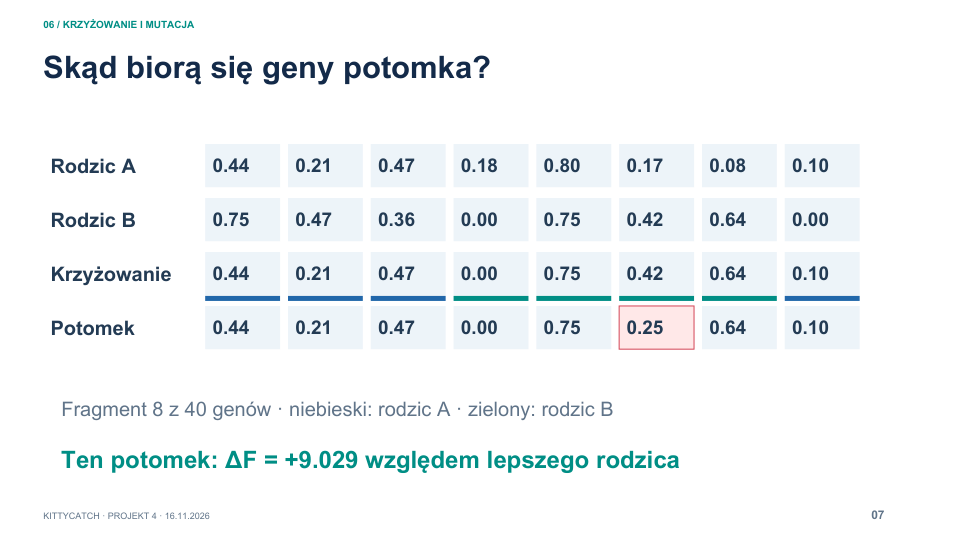 06 / KRZYŻOWANIE I MUTACJA
Skąd biorą się geny potomka?
Rodzic A 0.44 0.21 0.47 0.18 0.80 0.17 0.08 0.10
Rodzic B 0.75 0.47 0.36 0.00 0.75 0.42 0.64 0.00
Krzyżowanie 0.44 0.21 0.47 0.00 0.75 0.42 0.64 0.10
Potomek 0.44 0.21 0.47 0.00 0.75 0.25 0.64 0.10
Fragment 8 z 40 genów · niebieski: rodzic A · zielony: rodzic B
Ten potomek: ΔF = +9.029 względem lepszego rodzica
KITTYCATCH · PROJEKT 4 · 16.11.2026 07